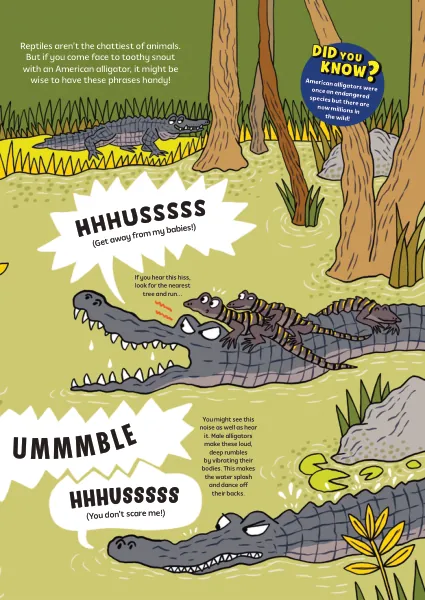 Reptiles aren't the chattiest of animals.
But if you come face to toothy snout
with an American alligator, it might be
wise to have these phrases handy!
DID YOU
KNOW?
American alligators were
once an endangered
species but there are
now millions in
the wild!
HHHUSSSSS
(Get away from my babies!)
If you hear this hiss,
look for the nearest
tree and run...
UMMMBLE
You might see this
noise as well as hear
it. Male alligators
make these loud,
deep rumbles
by vibrating their
bodies. This makes
the water splash
and dance off
their backs.
HHHUSSSSS
(You don't scare me!)